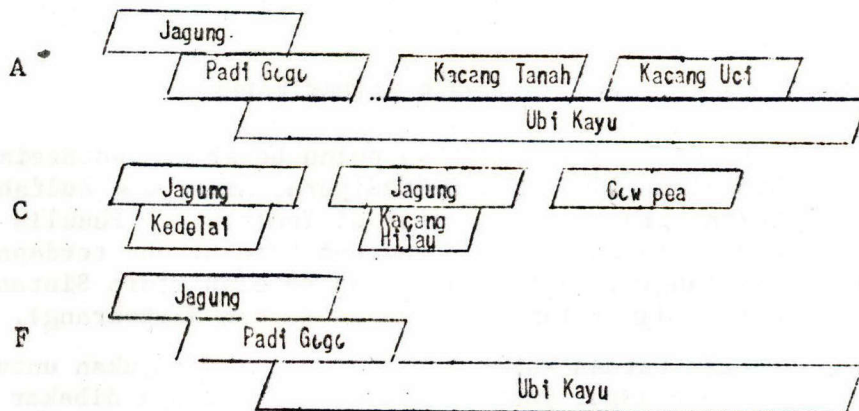 Jagung
A
Padi Gogo
Kacang Tanah
Kacang Uci
Ubi Kayu
C
Jagung
Jagung
Cow pea
Kedelai
Kacang
Hijau
Jagung
F
Padi Gogo
Ubi Kayu